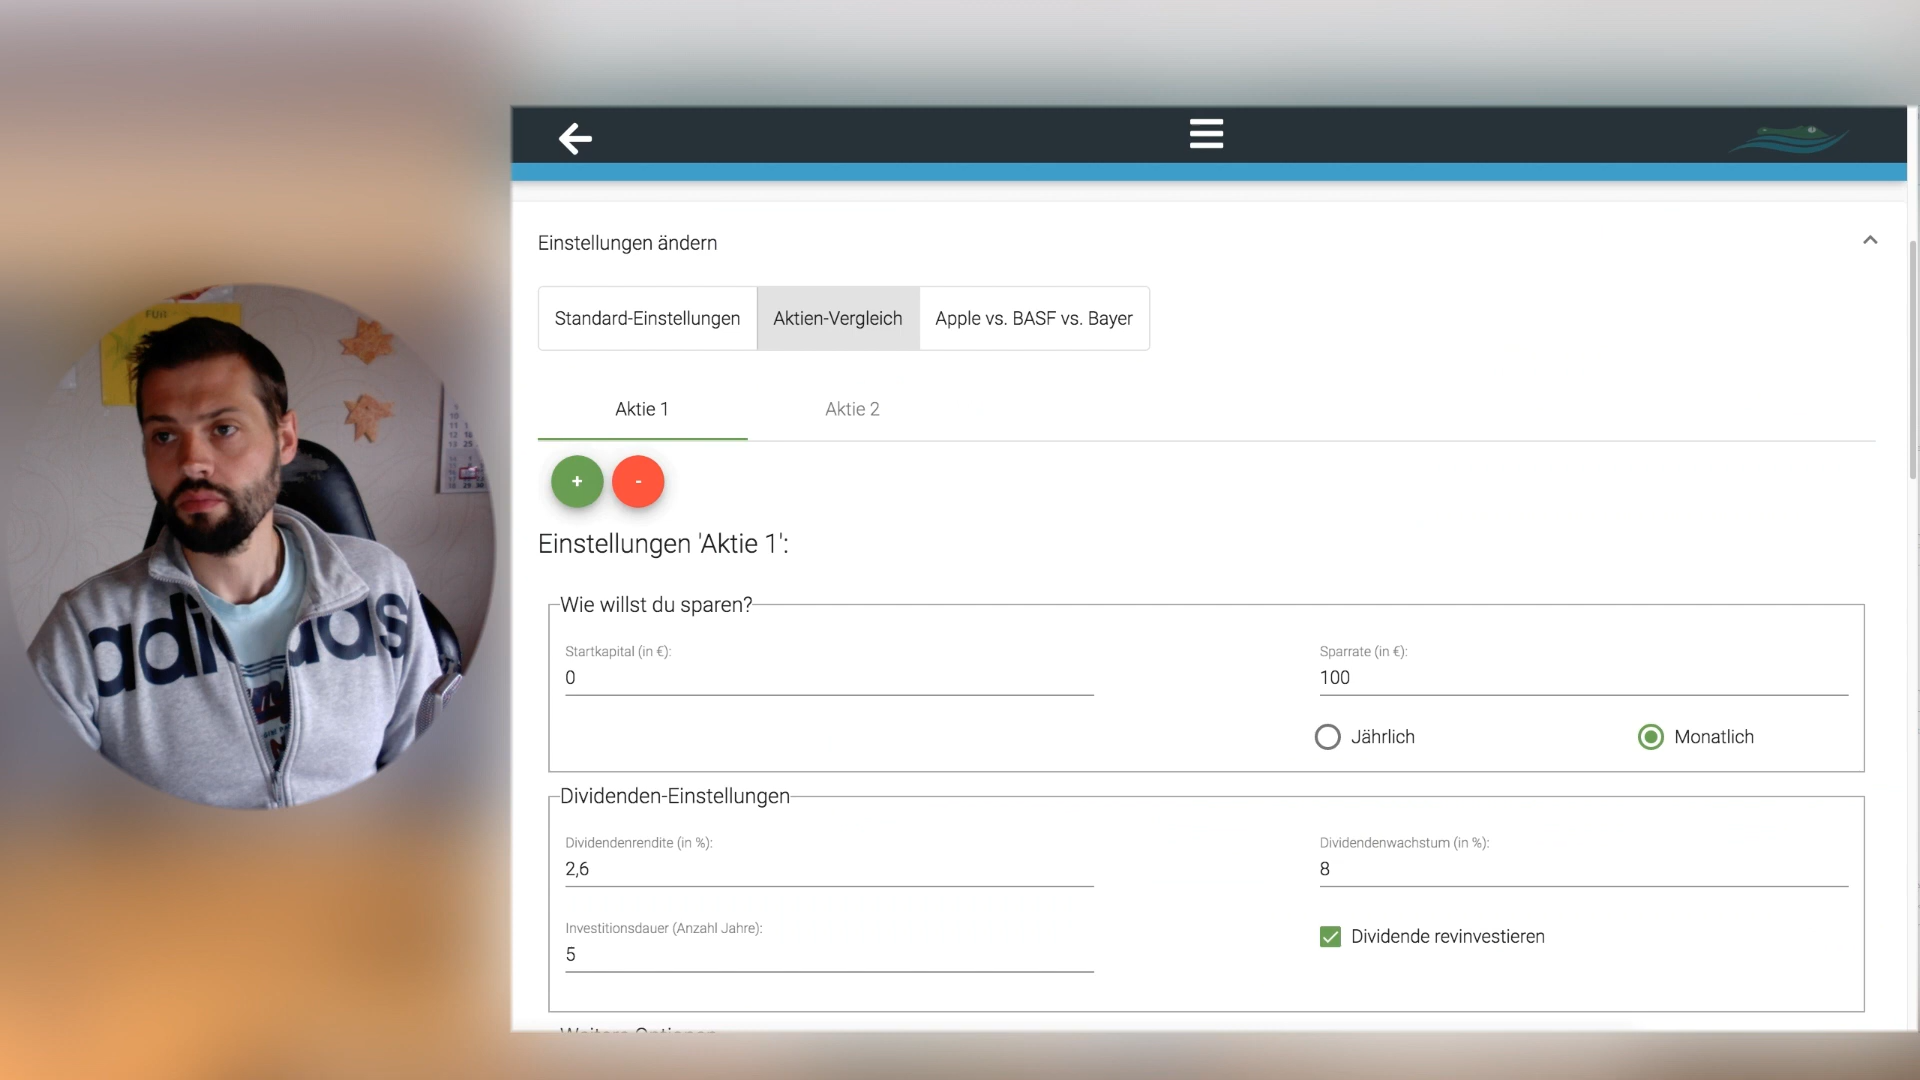 Einstellungen ändern
Standard-Einstellungen
Aktien-Vergleich
Apple vs. BASF vs. Bayer
Aktie 1
Aktie 2
+
-
Einstellungen 'Aktie 1':
Wie willst du sparen?
Startkapital (in €):
0
Sparrate (in €):
100
Jährlich
Monatlich
Dividenden-Einstellungen
Dividendenrendite (in %):
2,6
Dividendenwachstum (in %):
8
Investitionsdauer (Anzahl Jahre):
5
Dividende revinvestieren
FÜR